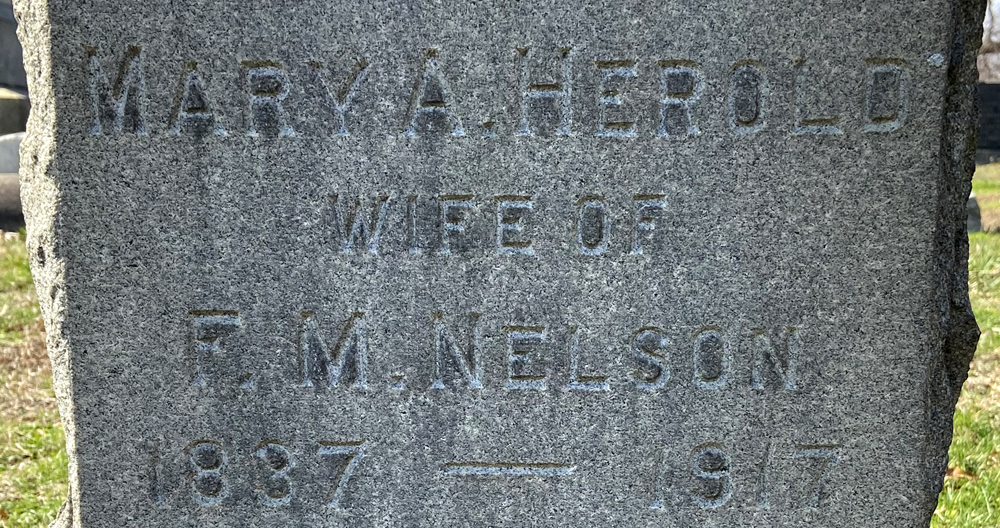 MARY A. HEROLD
WIFE OF
F. M. NELSON
1837 — 1917